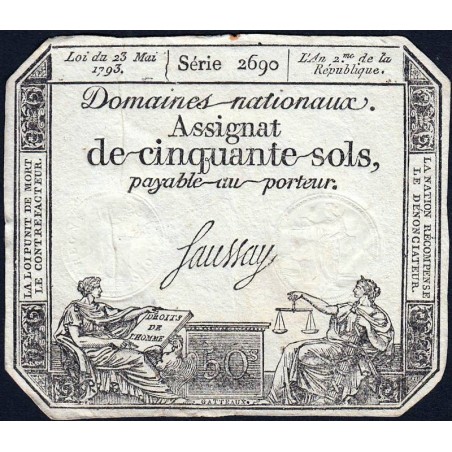 Loi du 23 Mai
1793.
Série 2690
L'An 2.me de la
République.
Domaines nationaux.
Assignat
de cinquante sols,
payable au porteur.
Saussay
LA LOI PUNIT DE MORT
LE CONTREFACTEUR.
LA NATION RÉCOMPENSE
LE DÉNONCIATEUR.
DROITS
DE
L'HOMME
50s
GATTEAUX